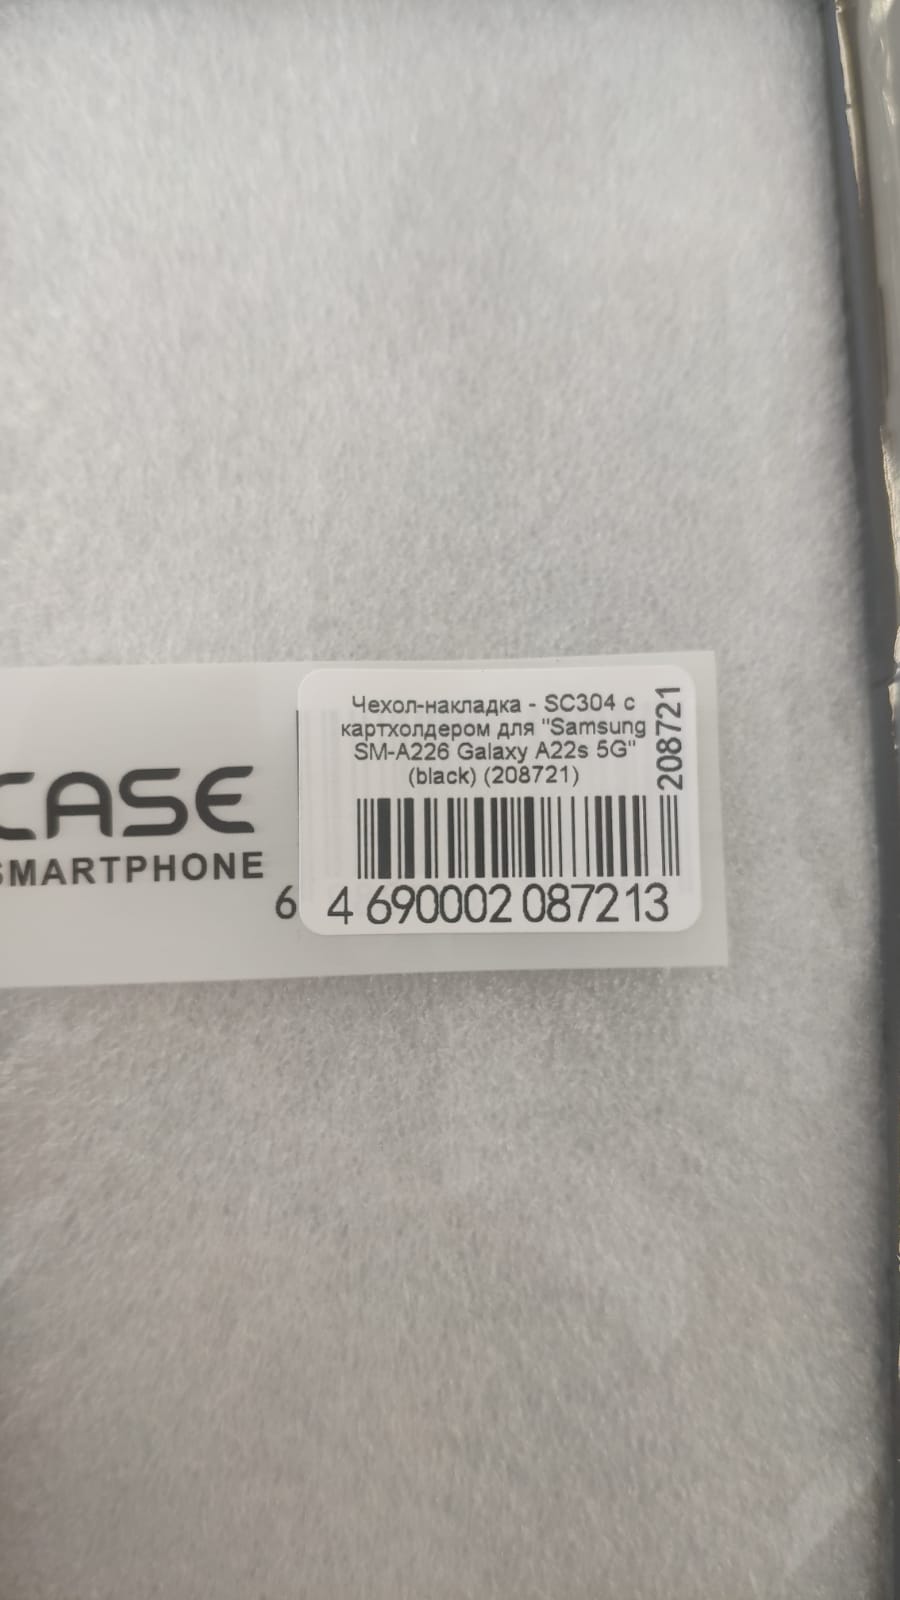 Чехол-накладка - SC304 с
картхолдером для "Samsung
SM-A226 Galaxy A22s 5G"
(black) (208721)
208721
4 690002 087213
CASE
SMARTPHONE
6